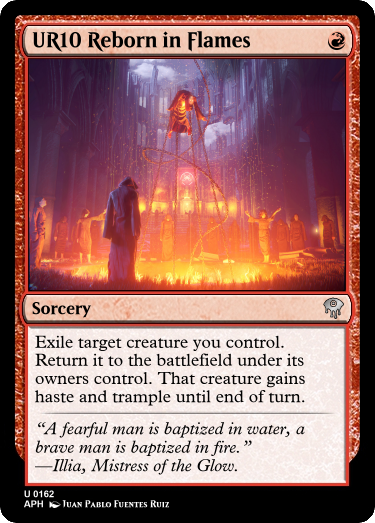 UR10 Reborn in Flames
Sorcery
Exile target creature you control.
Return it to the battlefield under its
owners control. That creature gains
haste and trample until end of turn.
“A fearful man is baptized in water, a
brave man is baptized in fire.”
—Illia, Mistress of the Glow.
U 0162
APH Juan Pablo Fuentes Ruiz